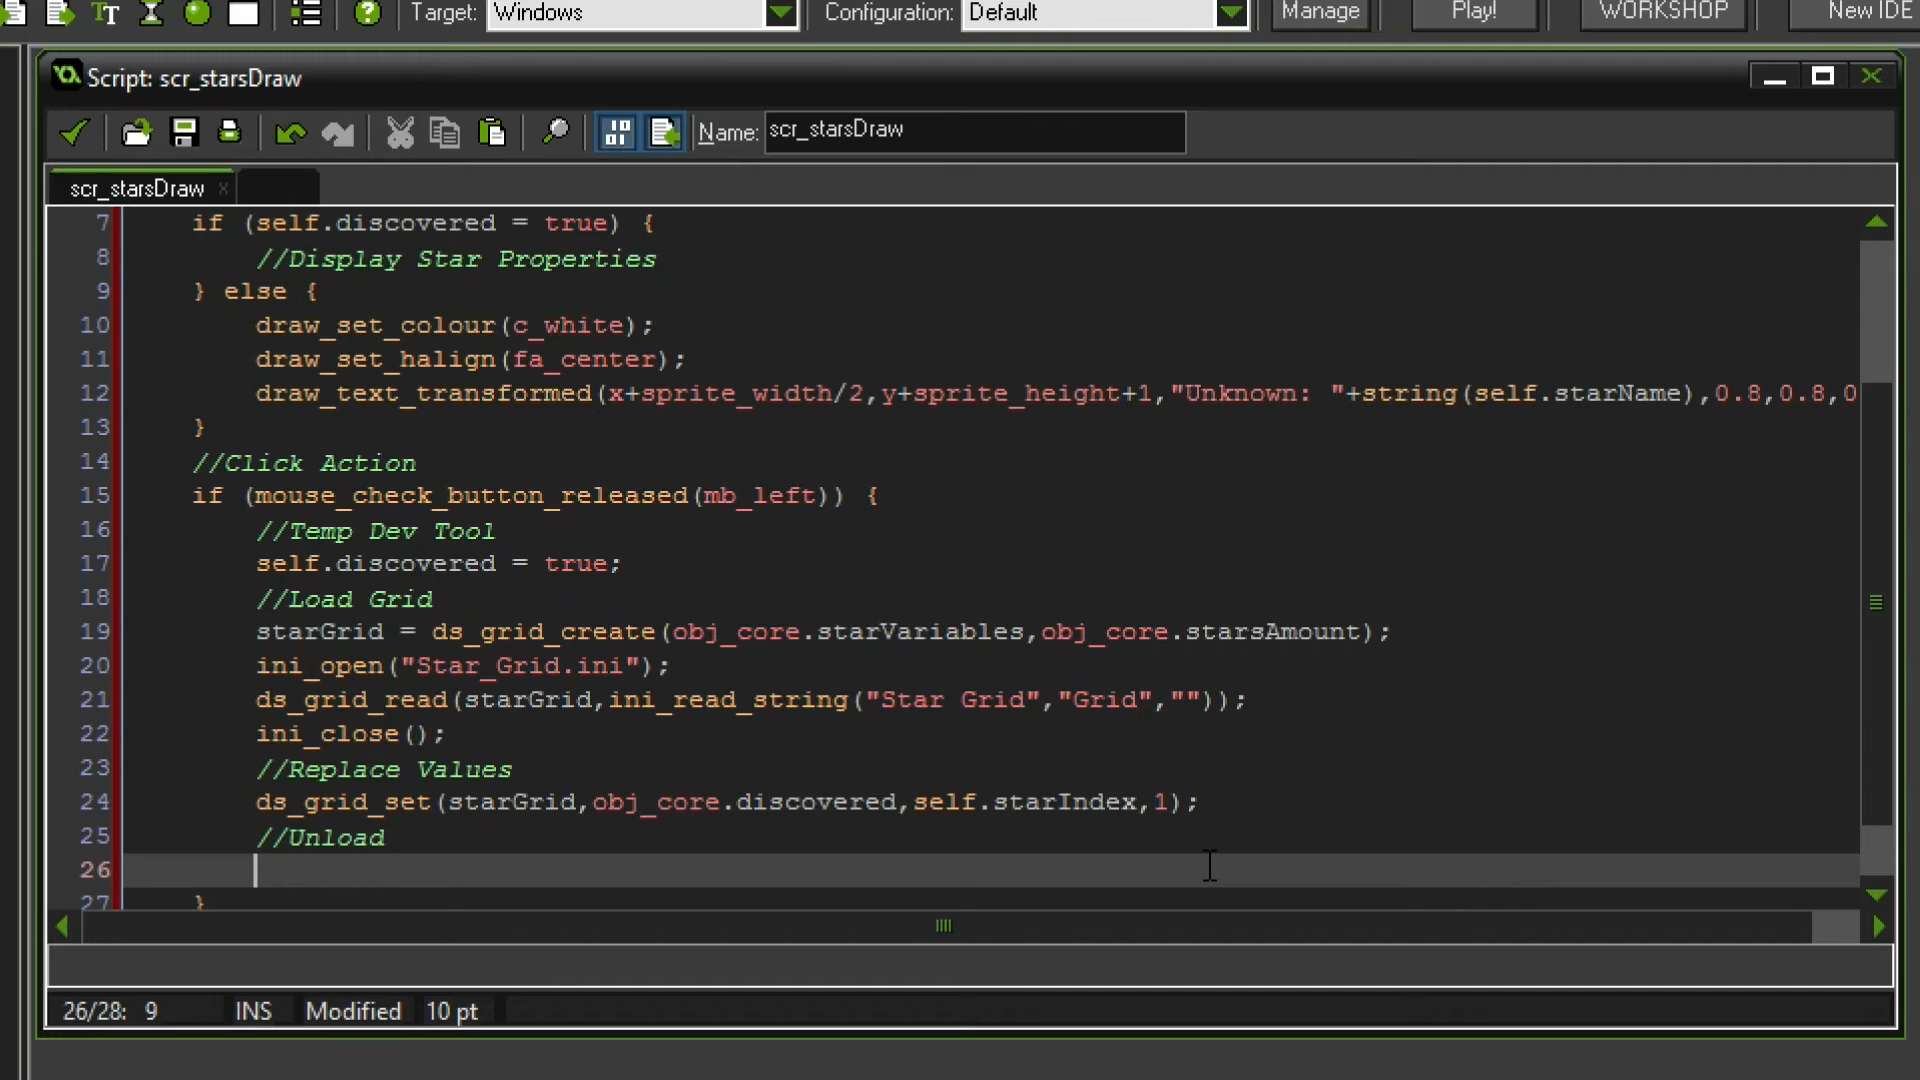 Target: Windows Configuration: Default Manage Play! WORKSHOP New IDE
Script: scr_starsDraw
Name: scr_starsDraw
scr_starsDraw x
7 if (self.discovered = true) {
8 //Display Star Properties
9 } else {
10 draw_set_colour(c_white);
11 draw_set_halign(fa_center);
12 draw_text_transformed(x+sprite_width/2,y+sprite_height+1,"Unknown: "+string(self.starName),0.8,0.8,0
13 }
14 //Click Action
15 if (mouse_check_button_released(mb_left)) {
16 //Temp Dev Tool
17 self.discovered = true;
18 //Load Grid
19 starGrid = ds_grid_create(obj_core.starVariables,obj_core.starsAmount);
20 ini_open("Star_Grid.ini");
21 ds_grid_read(starGrid,ini_read_string("Star Grid","Grid",""));
22 ini_close();
23 //Replace Values
24 ds_grid_set(starGrid,obj_core.discovered,self.starIndex,1);
25 //Unload
26
27 }
26/28: 9 INS Modified 10 pt